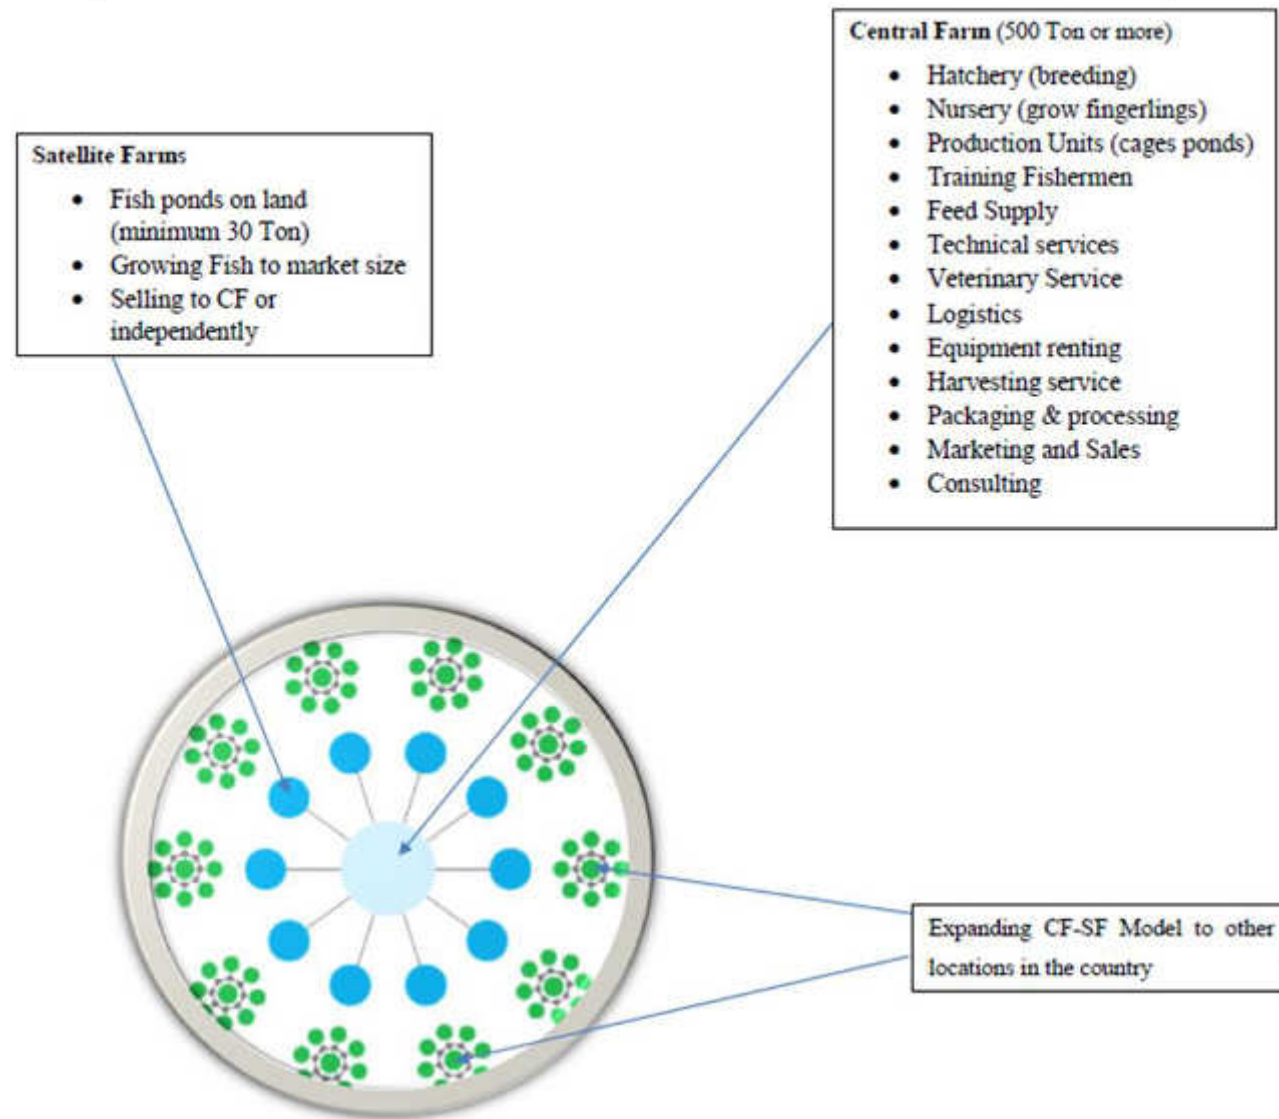 Central Farm (500 Ton or more)
• Hatchery (breeding)
• Nursery (grow fingerlings)
• Production Units (cages ponds)
• Training Fishermen
• Feed Supply
• Technical services
• Veterinary Service
• Logistics
• Equipment renting
• Harvesting service
• Packaging & processing
• Marketing and Sales
• Consulting
Satellite Farms
• Fish ponds on land
(minimum 30 Ton)
• Growing Fish to market size
• Selling to CF or
independently
Expanding CF-SF Model to other
locations in the country